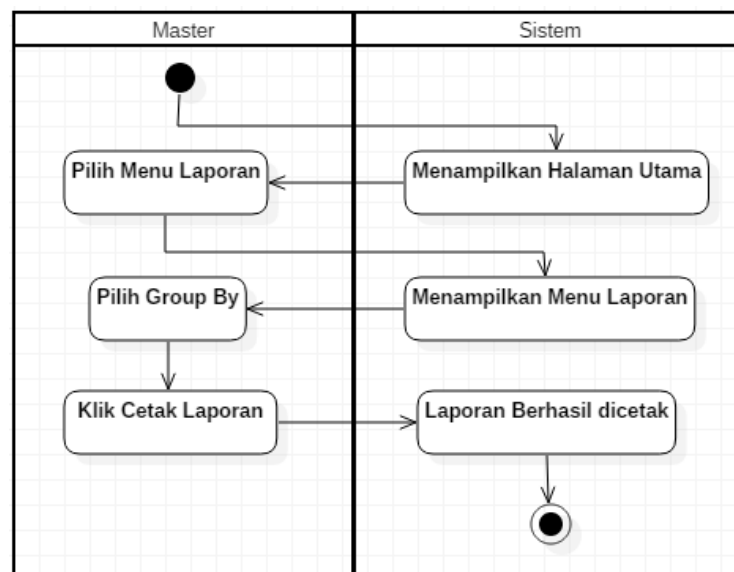 Master
Sistem
Pilih Menu Laporan
Menampilkan Halaman Utama
Pilih Group By
Menampilkan Menu Laporan
Klik Cetak Laporan
Laporan Berhasil dicetak